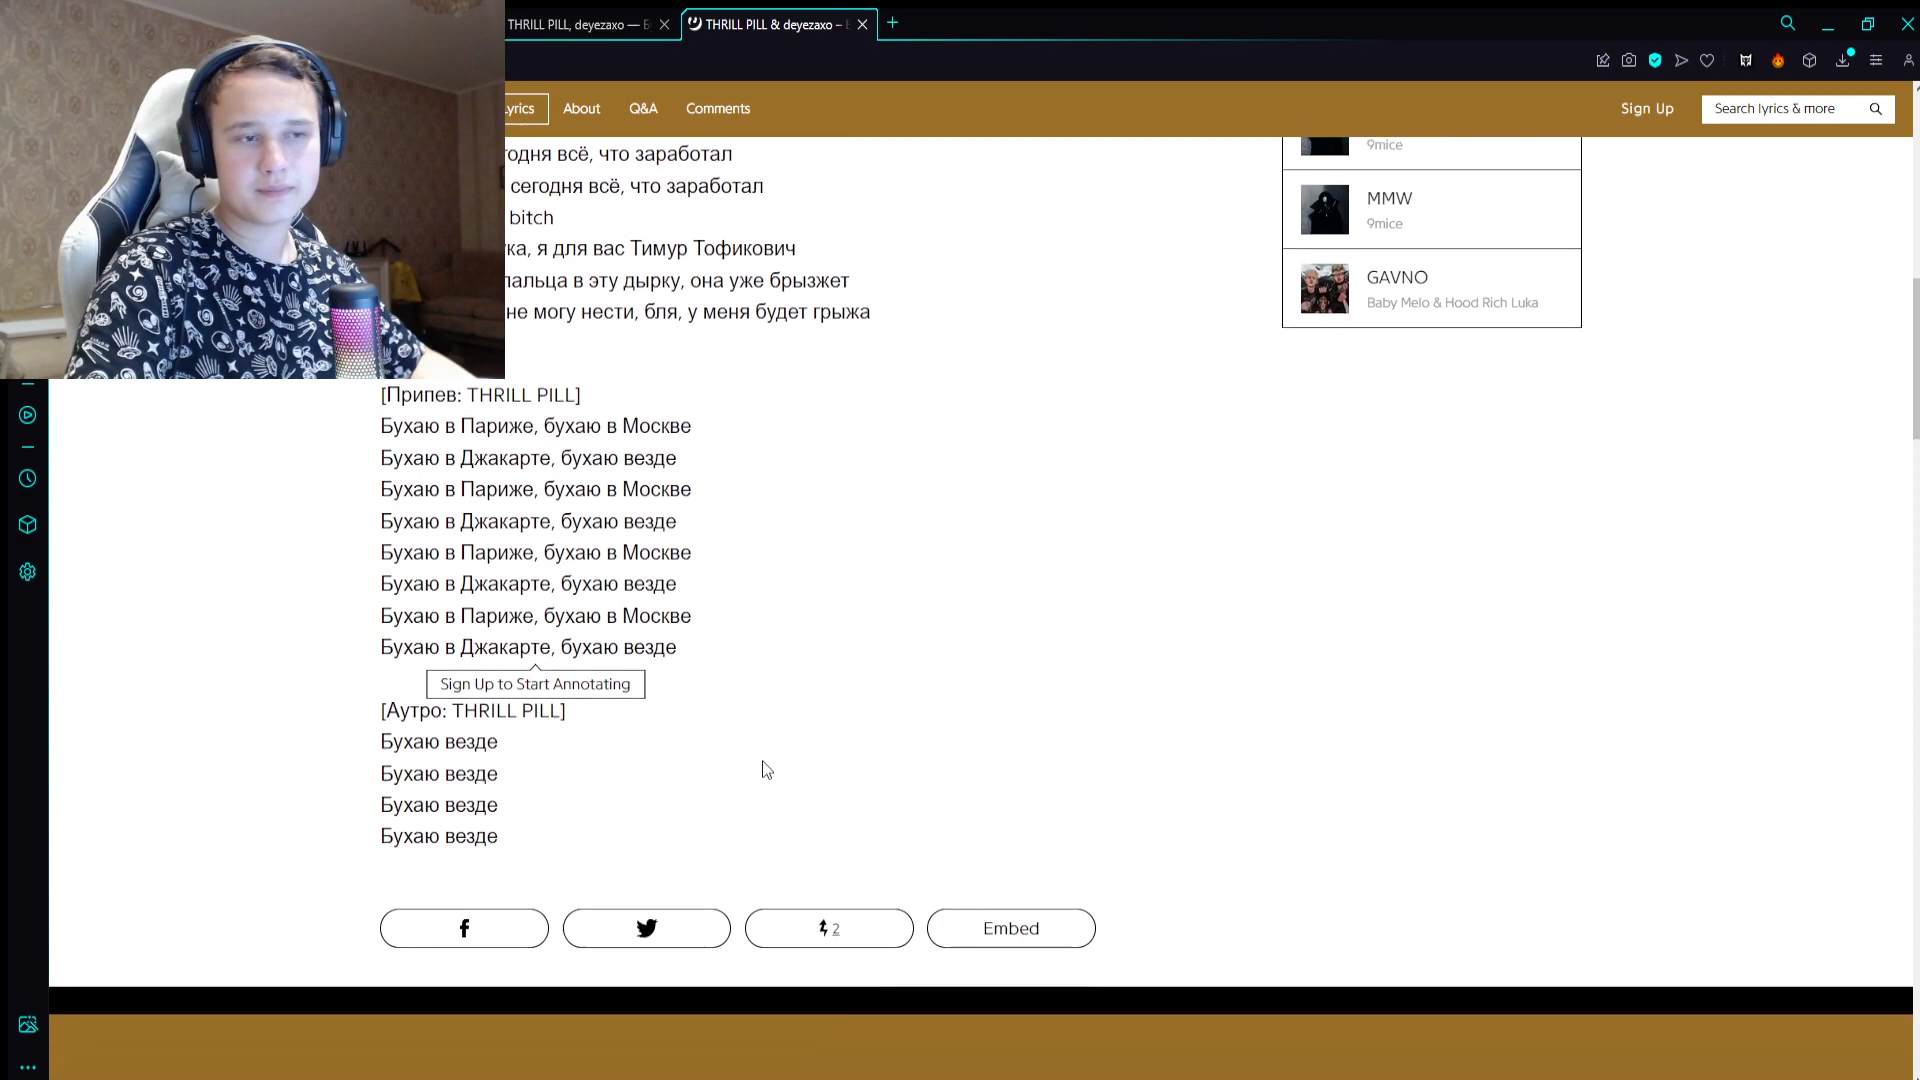 THRILL PILL, deyezaxo —
THRILL PILL & deyezaxo –
Lyrics
About
Q&A
Comments
Sign Up
Search lyrics & more
всё, что заработал
сегодня всё, что заработал
bitch
я для вас Тимур Тофикович
пальца в эту дырку, она уже брызжет
не могу нести, бля, у меня будет грыжа
[Припев: THRILL PILL]
Бухаю в Париже, бухаю в Москве
Бухаю в Джакарте, бухаю везде
Бухаю в Париже, бухаю в Москве
Бухаю в Джакарте, бухаю везде
Бухаю в Париже, бухаю в Москве
Бухаю в Джакарте, бухаю везде
Бухаю в Париже, бухаю в Москве
Бухаю в Джакарте, бухаю везде
Sign Up to Start Annotating
[Аутро: THRILL PILL]
Бухаю везде
Бухаю везде
Бухаю везде
Бухаю везде
2
Embed
9mice
MMW
9mice
GAVNO
Baby Melo & Hood Rich Luka